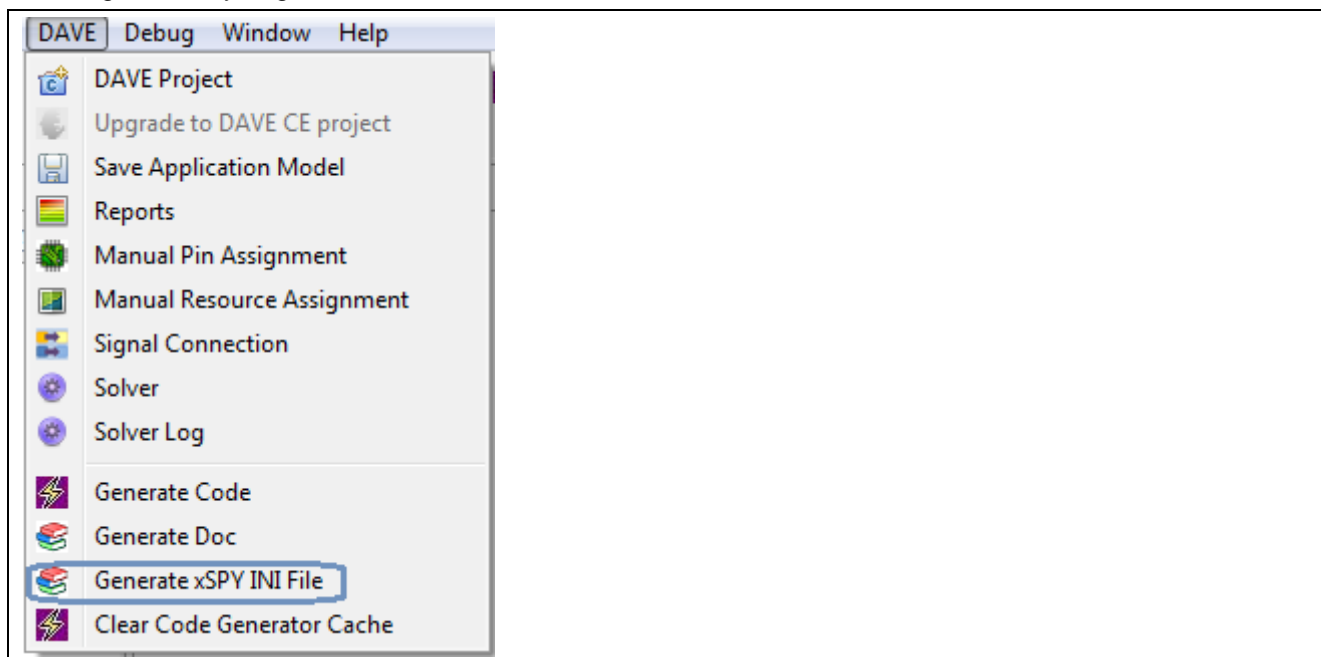 DAVE Debug Window Help
DAVE Project
Upgrade to DAVE CE project
Save Application Model
Reports
Manual Pin Assignment
Manual Resource Assignment
Signal Connection
Solver
Solver Log
Generate Code
Generate Doc
Generate xSPY INI File
Clear Code Generator Cache